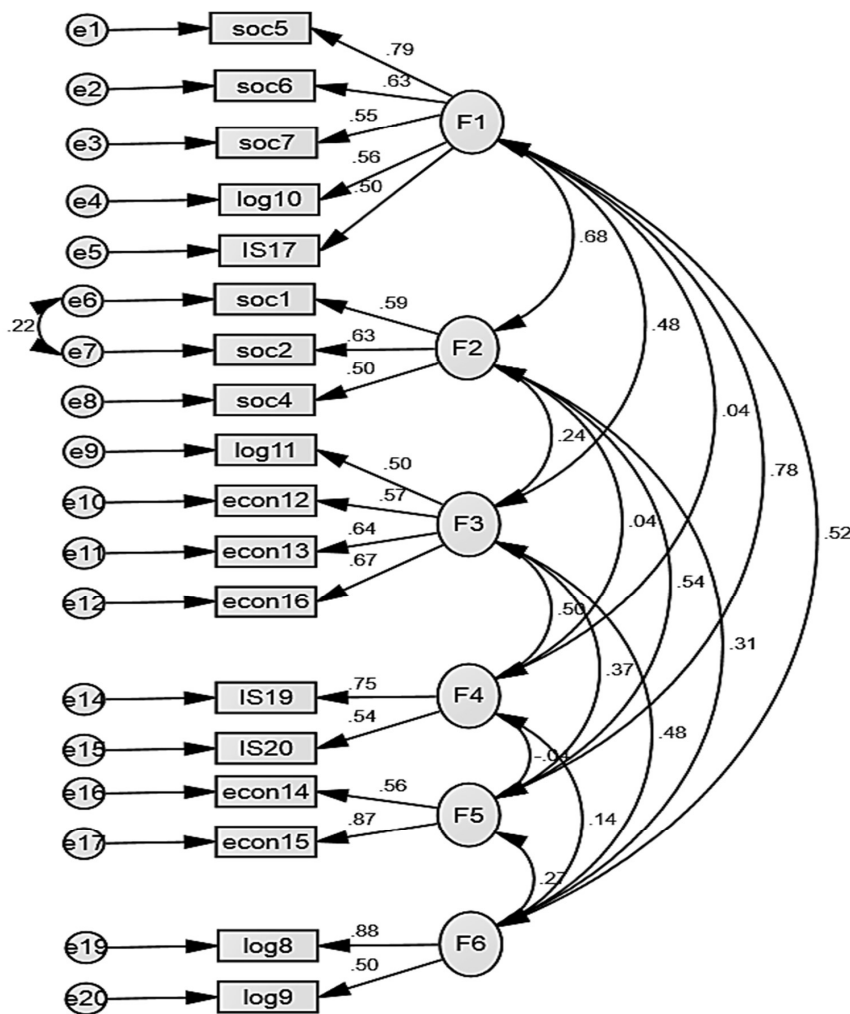 e1 soc5 .79
e2 soc6 .63
F1
e3 soc7 .55
.56
e4 log10 .50
e5 IS17
.68
e6 soc1 .59
.22
.48
e7 soc2 .63 F2
.50
e8 soc4
.04
.24
e9 log11 .50
.78
e10 econ12 .57
F3 .04
e11 econ13 .64
.52
.67
.54
e12 econ16 .50
.31
.37
e14 IS19 .75 F4
.48
e15 IS20 .54
-.04
e16 econ14 .56
F5 .14
e17 econ15 .87
.27
e19 log8 .88 F6
.50
e20 log9